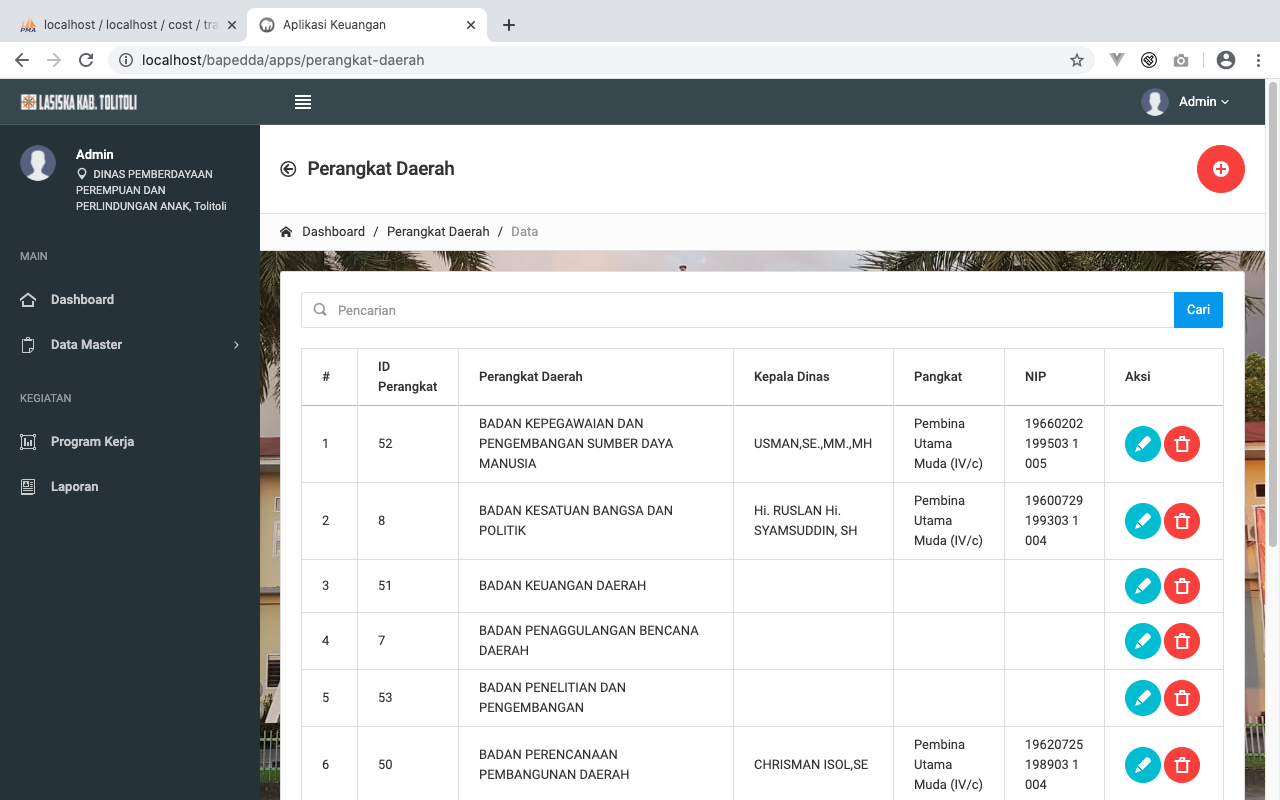 localhost / localhost / cost / tra
Aplikasi Keuangan
localhost/bapedda/apps/perangkat-daerah
LASISKA KAB. TOLITOLI
Admin
Admin
DINAS PEMBERDAYAAN
PEREMPUAN DAN
PERLINDUNGAN ANAK, Tolitoli
MAIN
Dashboard
Data Master
KEGIATAN
Program Kerja
Laporan
Perangkat Daerah
Dashboard / Perangkat Daerah / Data
Pencarian
Cari
# ID Perangkat Perangkat Daerah Kepala Dinas Pangkat NIP Aksi
1 52 BADAN KEPEGAWAIAN DAN PENGEMBANGAN SUMBER DAYA MANUSIA USMAN,SE.,MM.,MH Pembina Utama Muda (IV/c) 19660202 199503 1 005
2 8 BADAN KESATUAN BANGSA DAN POLITIK Hi. RUSLAN Hi. SYAMSUDDIN, SH Pembina Utama Muda (IV/c) 19600729 199303 1 004
3 51 BADAN KEUANGAN DAERAH
4 7 BADAN PENAGGULANGAN BENCANA DAERAH
5 53 BADAN PENELITIAN DAN PENGEMBANGAN
6 50 BADAN PERENCANAAN PEMBANGUNAN DAERAH CHRISMAN ISOL,SE Pembina Utama Muda (IV/c) 19620725 198903 1 004